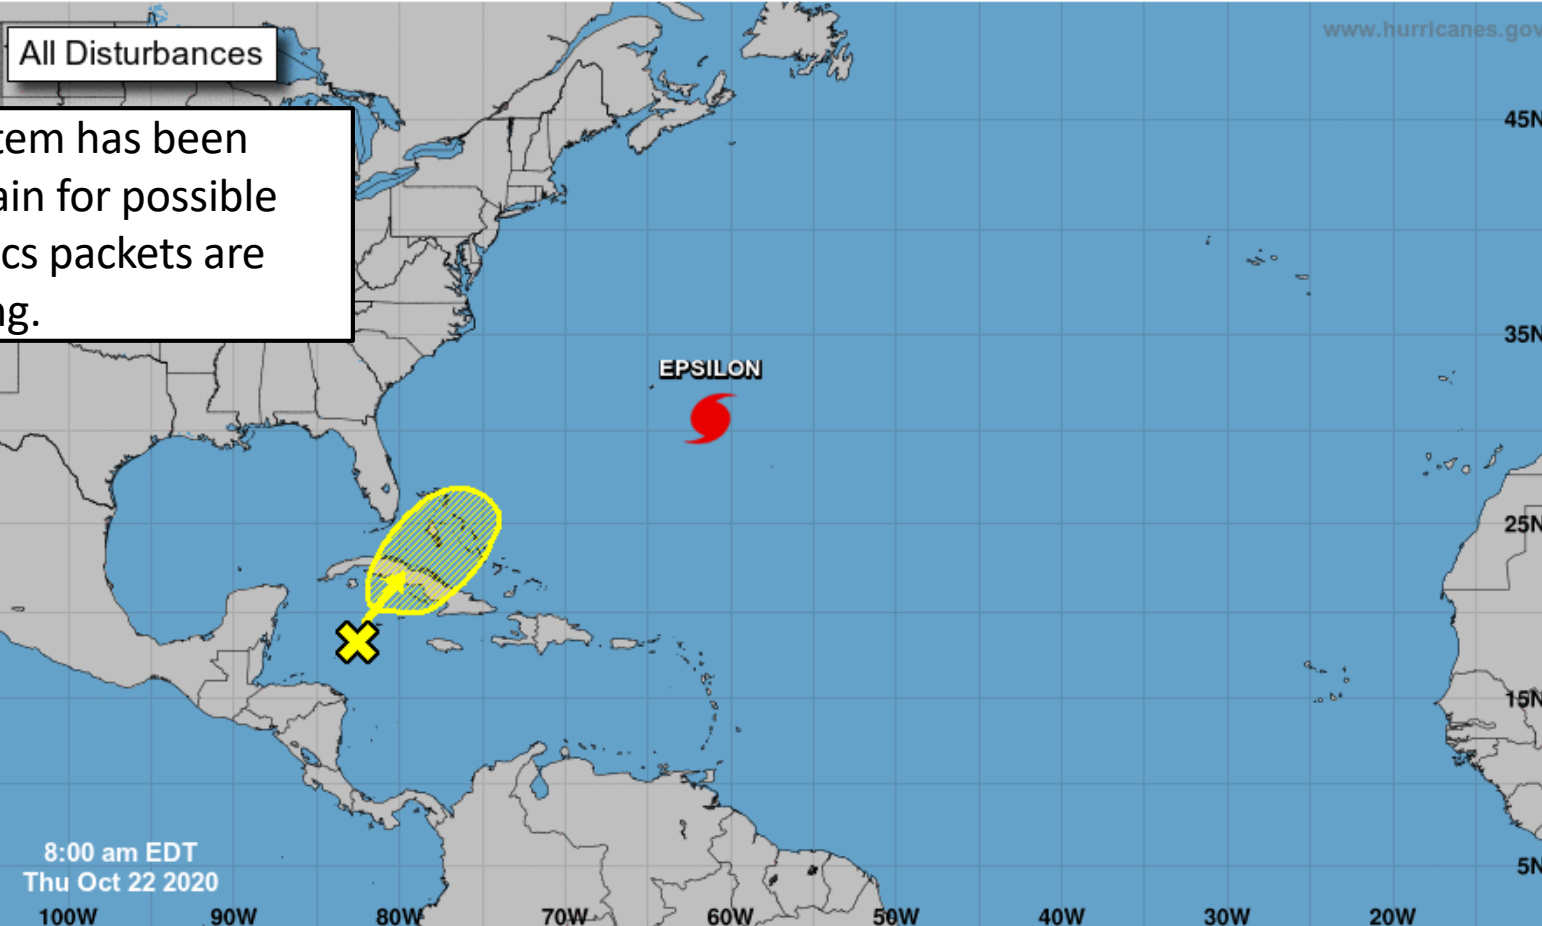 All Disturbances
www.hurricanes.gov
tem has been
ain for possible
cs packets are
g.
45N
35N
EPSILON
25N
15N
8:00 am EDT
Thu Oct 22 2020
5N
100W 90W 80W 70W 60W 50W 40W 30W 20W